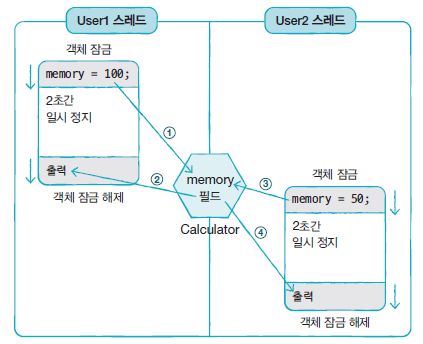 User1 스레드
User2 스레드
객체 잠금
memory = 100;
2초간
일시 정지
①
출력
②
객체 잠금 해제
memory
필드
Calculator
③
객체 잠금
memory = 50;
2초간
일시 정지
④
출력
객체 잠금 해제